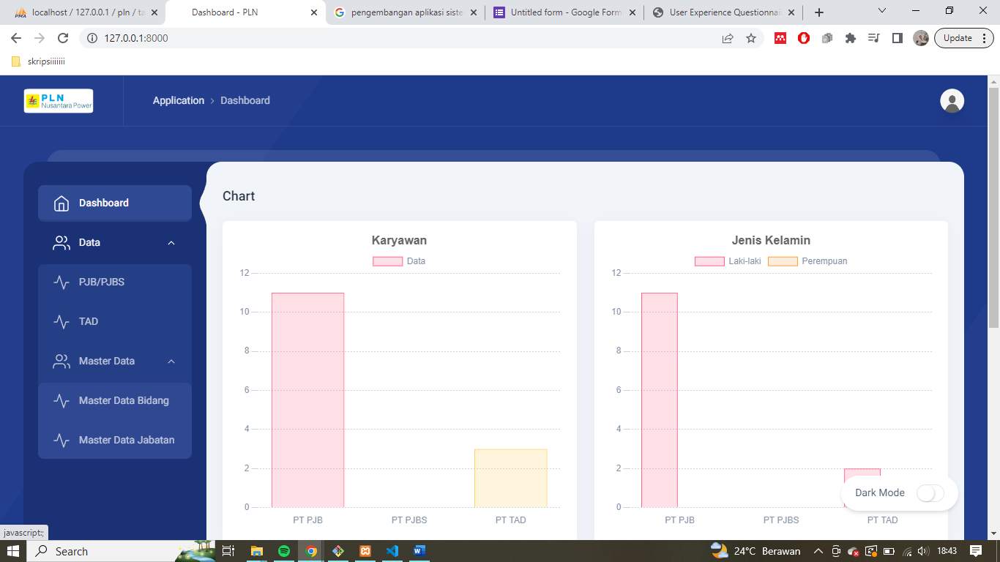 localhost / 127.0.0.1 / pln / ta
Dashboard - PLN
pengembangan aplikasi siste
Untitled form - Google Form
User Experience Questionnai
127.0.0.1:8000
Update
skripsiiiiiii
PLN
Nusantara Power
Application > Dashboard
Dashboard
Data
PJB/PJBS
TAD
Master Data
Master Data Bidang
Master Data Jabatan
Chart
Karyawan
Data
12
10
8
6
4
2
0
PT PJB PT PJBS PT TAD
Jenis Kelamin
Laki-laki Perempuan
12
10
8
6
4
2
0
PT PJB PT PJBS PT TAD
Dark Mode
javascript:;
Search
24°C Berawan
18:43